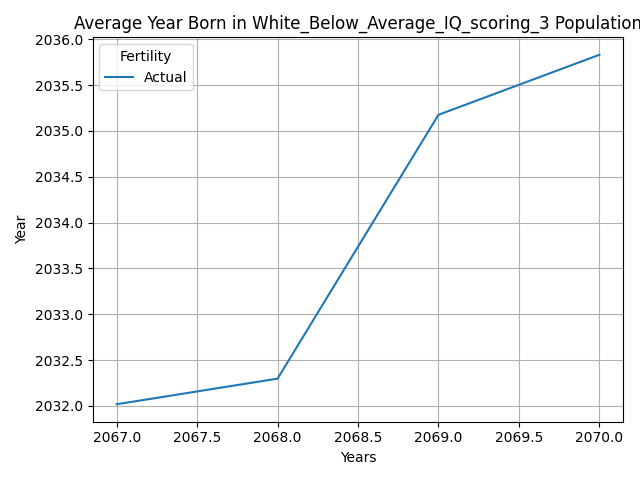 Average Year Born in White_Below_Average_IQ_scoring_3 Population
2036.0
2035.5
2035.0
2034.5
2034.0
2033.5
2033.0
2032.5
2032.0
Year
Fertility
Actual
2067.0 2067.5 2068.0 2068.5 2069.0 2069.5 2070.0
Years